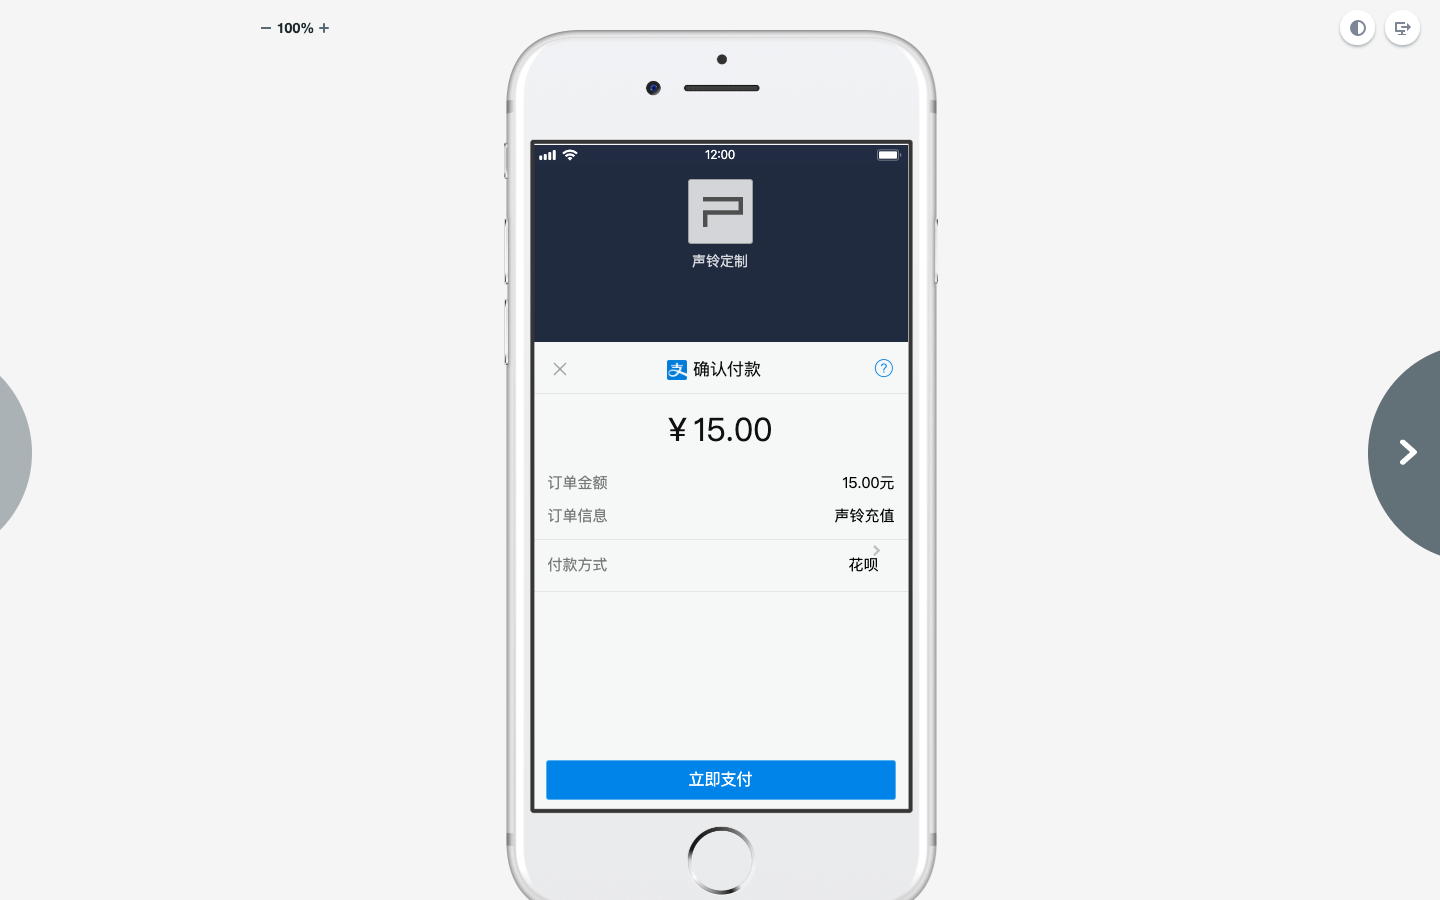 100%
12:00
声铃定制
支 确认付款 ?
¥15.00
订单金额 15.00元
订单信息 声铃充值
付款方式 花呗
立即支付